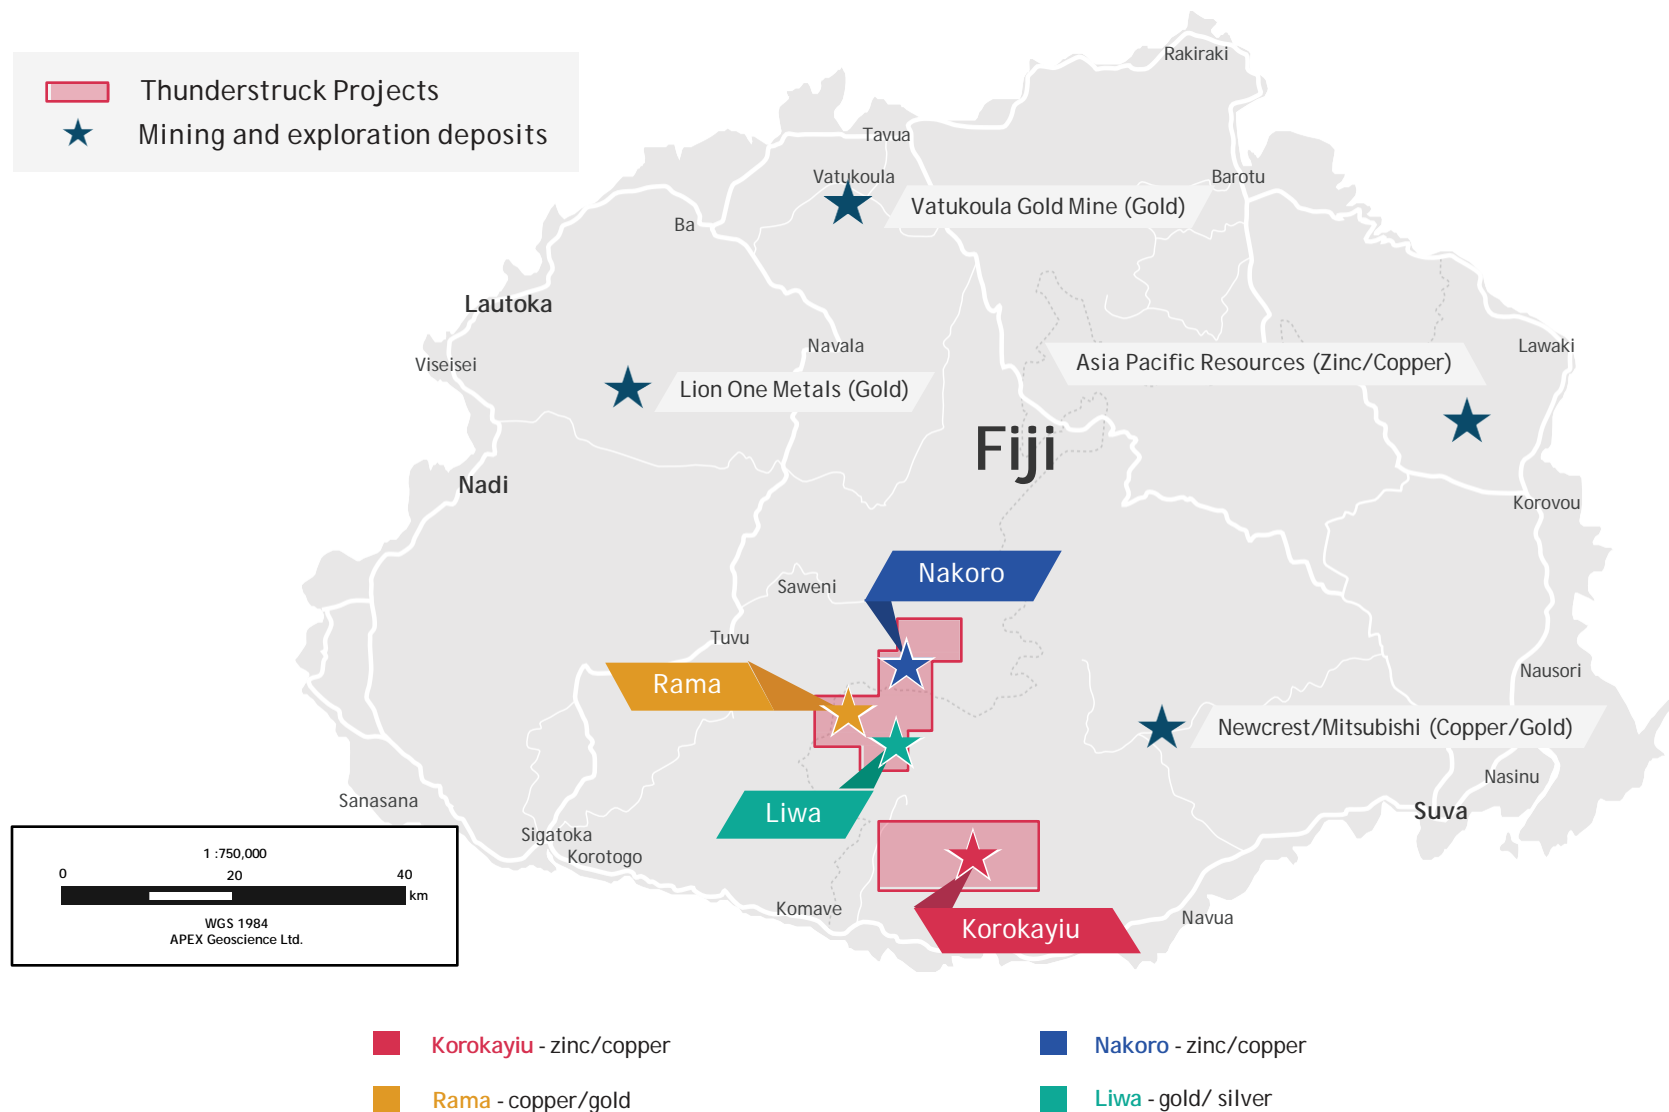 Thunderstruck Projects
Mining and exploration deposits
Rakiraki
Tavua
Vatukoula
Barotu
Vatukoula Gold Mine (Gold)
Ba
Lautoka
Viseisei
Navala
Lawaki
Asia Pacific Resources (Zinc/Copper)
Lion One Metals (Gold)
Fiji
Nadi
Korovou
Nakoro
Saweni
Tuvu
Nausori
Rama
Newcrest/Mitsubishi (Copper/Gold)
Nasinu
Sanasana
Liwa
Suva
Sigatoka
Korotogo
1 :750,000
0 20 40
km
WGS 1984
APEX Geoscience Ltd.
Komave
Navua
Korokayiu
Korokayiu - zinc/copper
Nakoro - zinc/copper
Rama - copper/gold
Liwa - gold/ silver